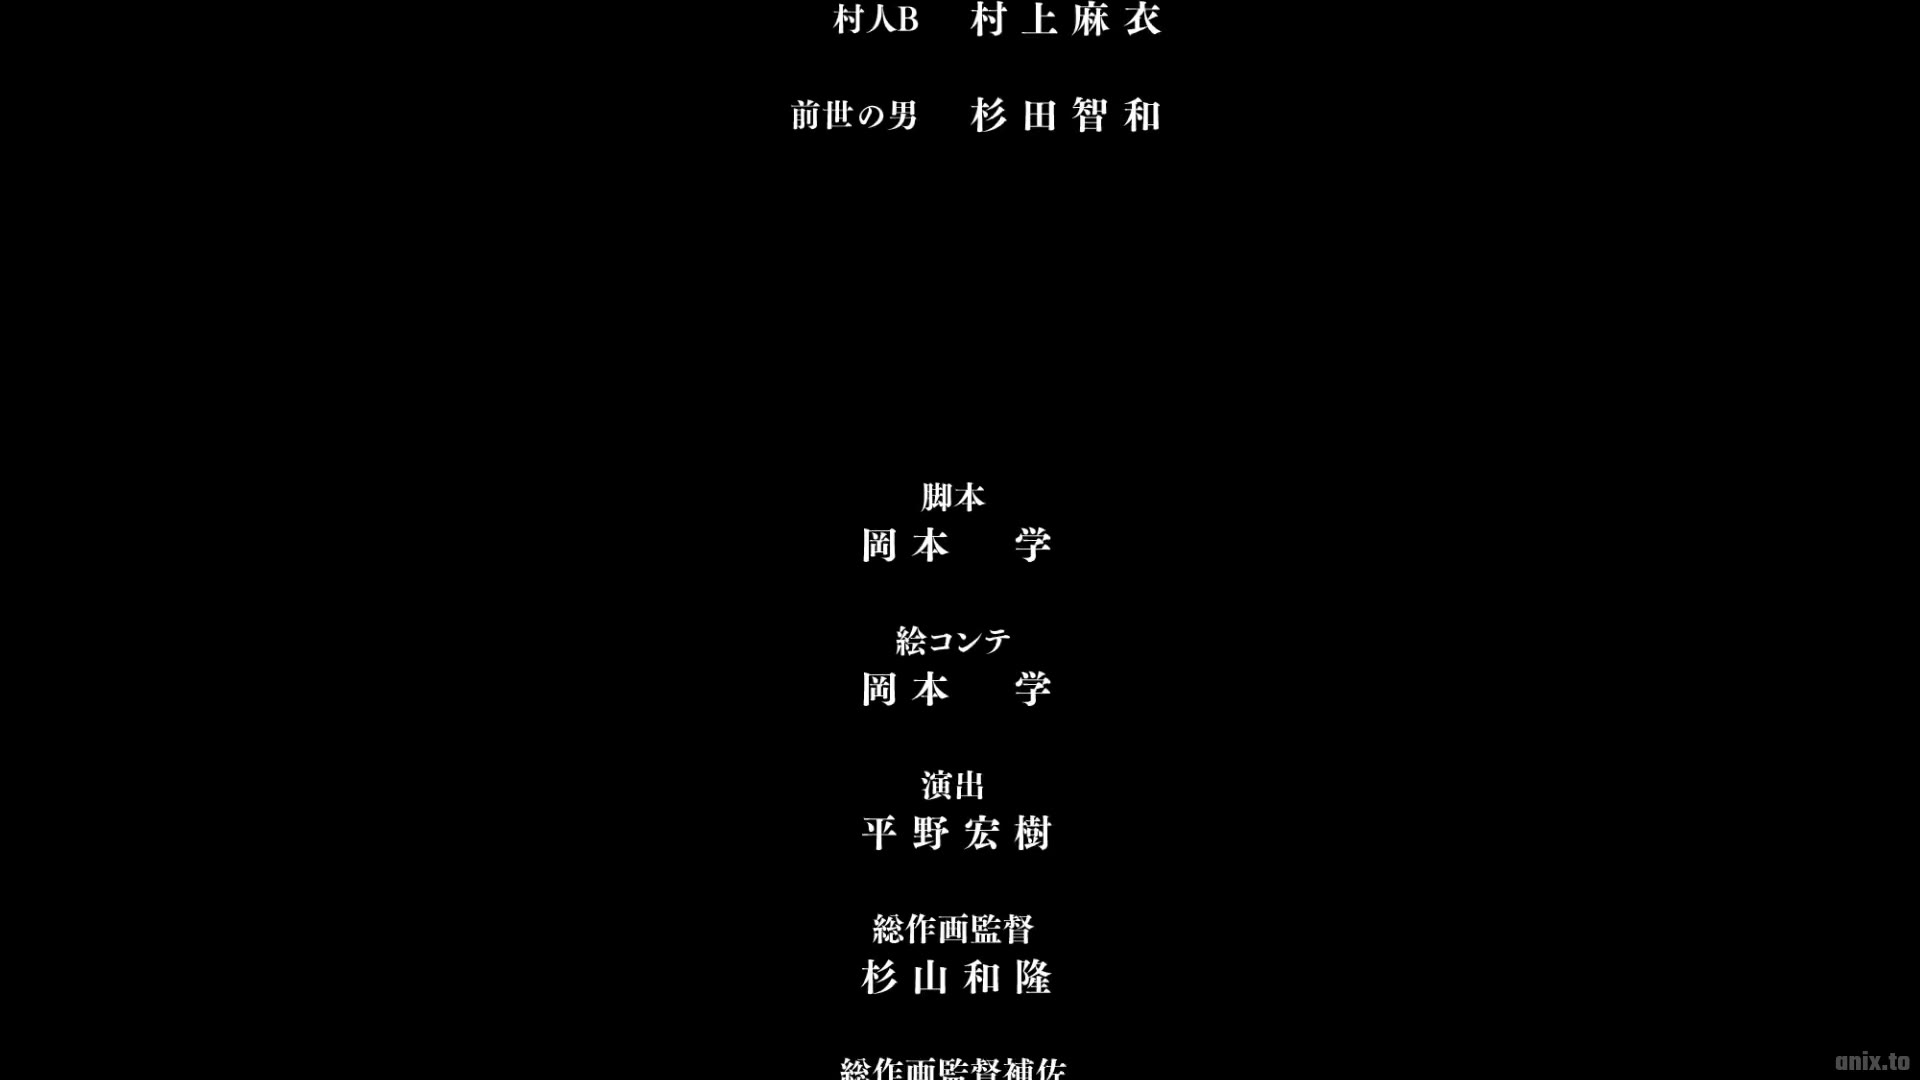 村人B 村上麻衣
前世の男 杉田智和
脚本
岡本 学
絵コンテ
岡本 学
演出
平野宏樹
総作画監督
杉山和隆
総作画監督補佐
anix.to